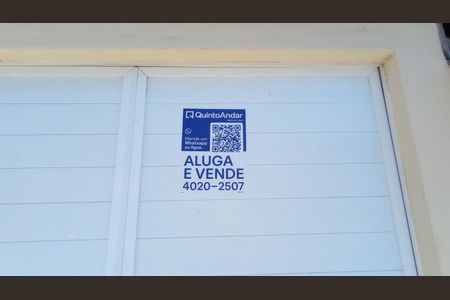 QuintoAndar
Mande um
Whatsapp
ou ligue.
ALUGA
E VENDE
4020-2507